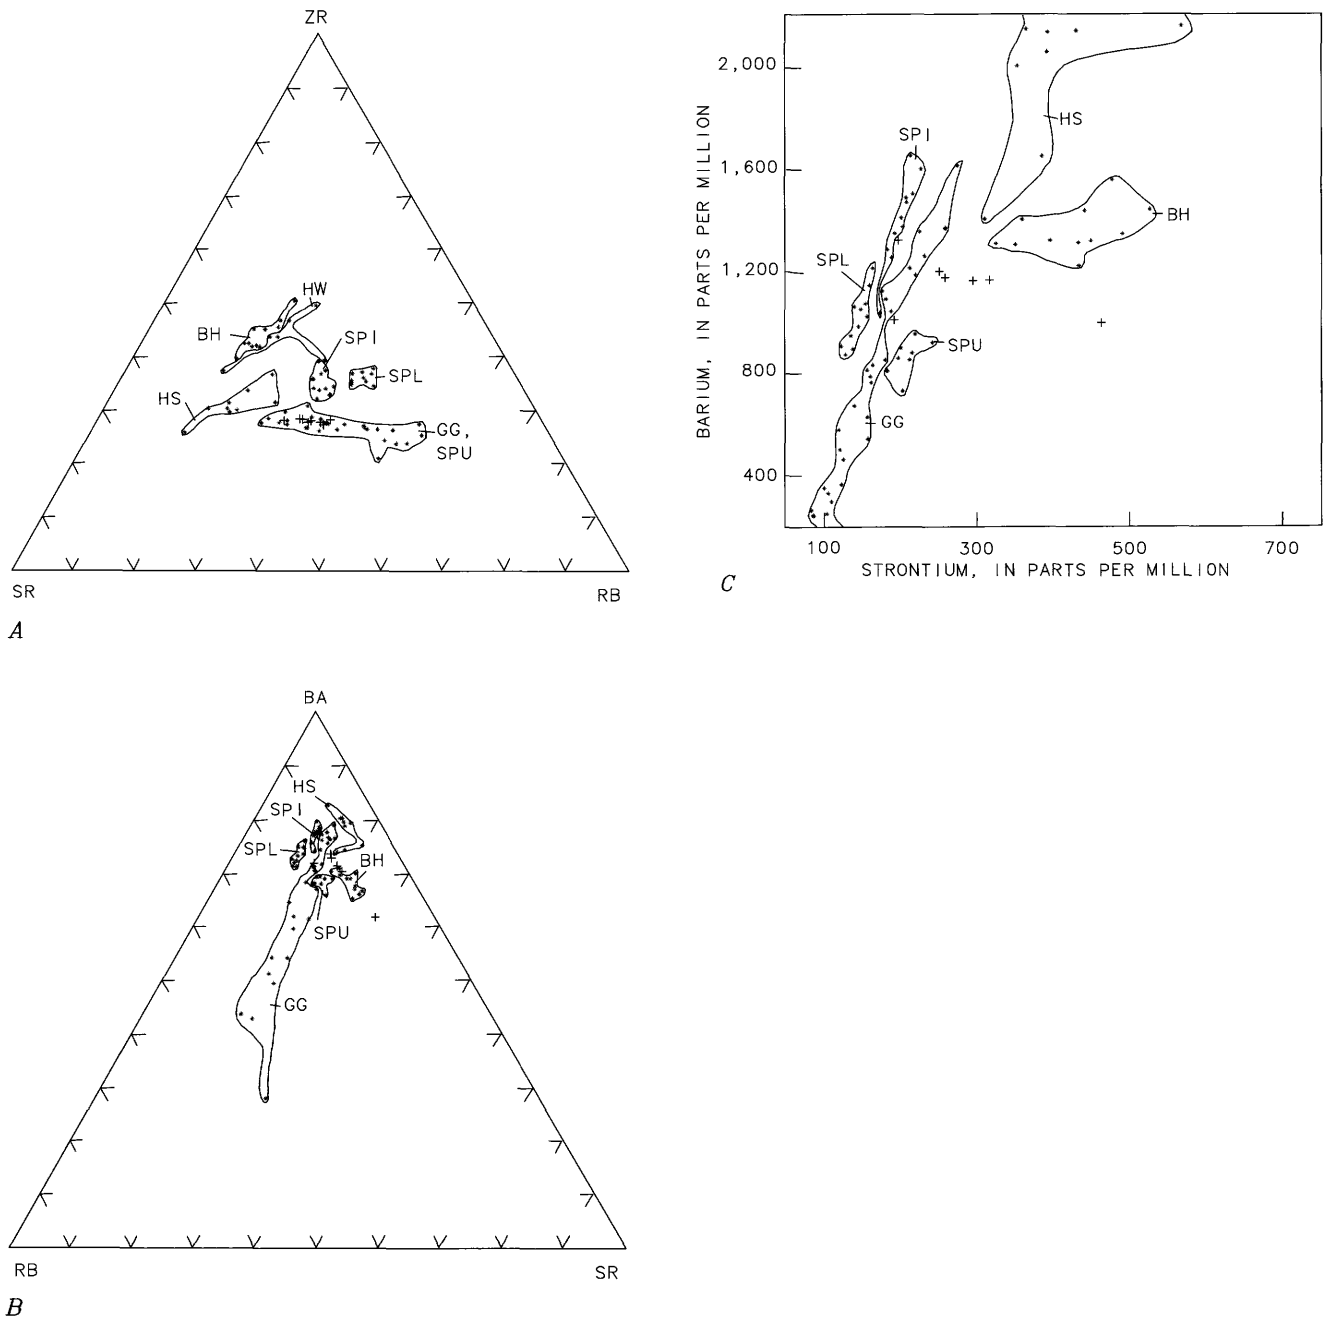 ZR
HW
BH
SPI
SPL
HS
GG,
SPU
SR
RB
A
2,000
1,600
1,200
800
400
BARIUM, IN PARTS PER MILLION
HS
SPI
BH
SPL
SPU
GG
100 300 500 700
STRONTIUM, IN PARTS PER MILLION
C
BA
HS
SPI
SPL
BH
SPU
GG
RB
SR
B